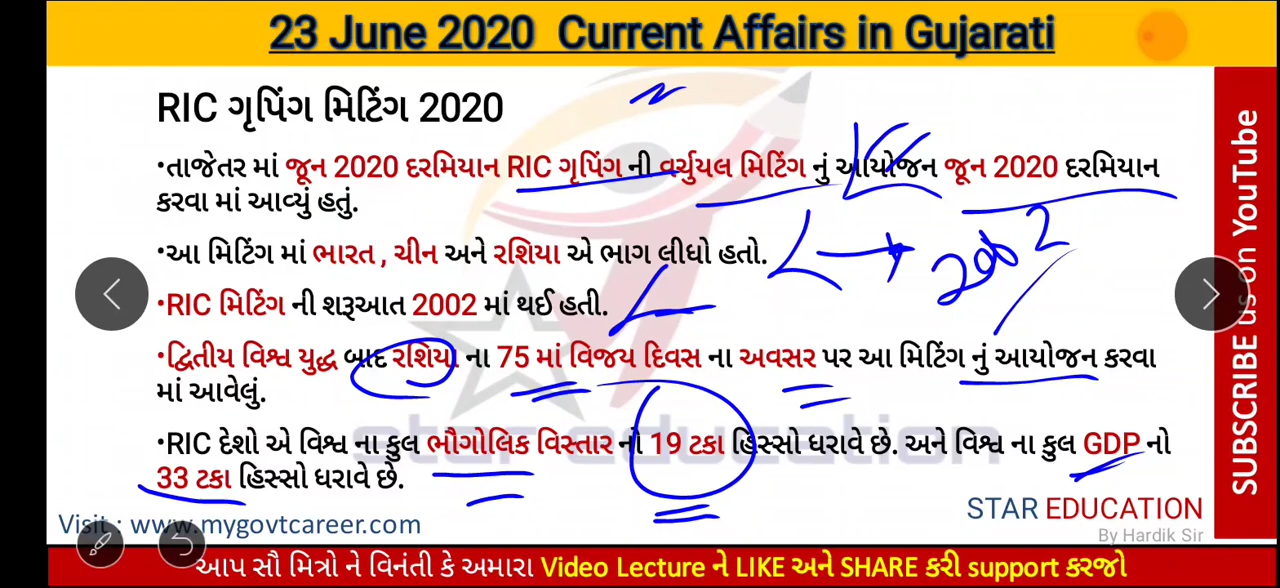 23 June 2020 Current Affairs in Gujarati
RIC ગૃપિંગ મિટિંગ 2020
•તાજેતર માં જૂન 2020 દરમિયાન RIC ગૃપિંગ ની વર્ચુયલ મિટિંગ નું આયોજન જૂન 2020 દરમિયાન
કરવા માં આવ્યું હતું.
•આ મિટિંગ માં ભારત , ચીન અને રશિયા એ ભાગ લીધો હતો.
2002
•RIC મિટિંગ ની શરૂઆત 2002 માં થઈ હતી.
•દ્વિતીય વિશ્વ યુદ્ધ બાદ રશિયા ના 75 માં વિજય દિવસ ના અવસર પર આ મિટિંગ નું આયોજન કરવા
માં આવેલું.
•RIC દેશો એ વિશ્વ ના કુલ ભૌગોલિક વિસ્તાર નો 19 ટકા હિસ્સો ધરાવે છે. અને વિશ્વ ના કુલ GDP નો
33 ટકા હિસ્સો ધરાવે છે.
star education
STAR EDUCATION
By Hardik Sir
Visit : www.mygovtcareer.com
SUBSCRIBE us on YouTube
આપ સૌ મિત્રો ને વિનંતી કે અમારા Video Lecture ને LIKE અને SHARE કરી support કરજો